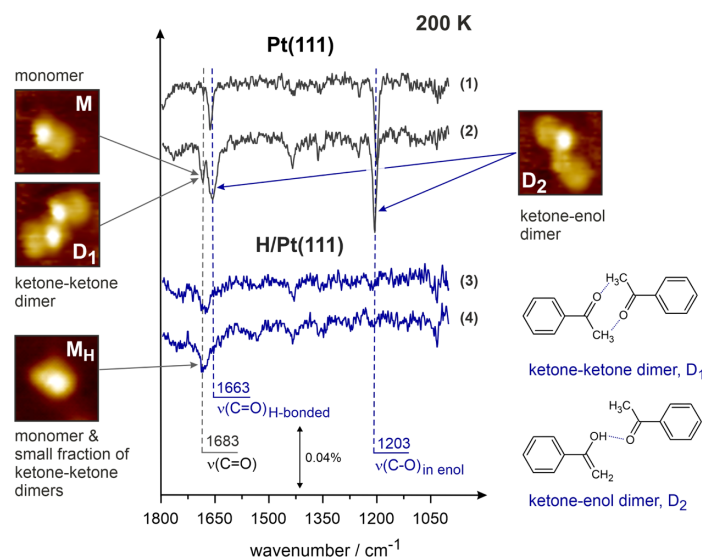 200 K
Pt(111)
monomer
M
(1)
(2)
D1
ketone-ketone
dimer
D2
ketone-enol
dimer
H/Pt(111)
(3)
(4)
MH
monomer &
small fraction of
ketone-ketone
dimers
1663
ν(C=O)H-bonded
1683
ν(C=O)
0.04%
1203
ν(C-O)in enol
1800 1650 1500 1350 1200 1050
wavenumber / cm-1
H3C
O
O
CH3
ketone-ketone dimer, D1
H3C
OH
O
CH2
ketone-enol dimer, D2